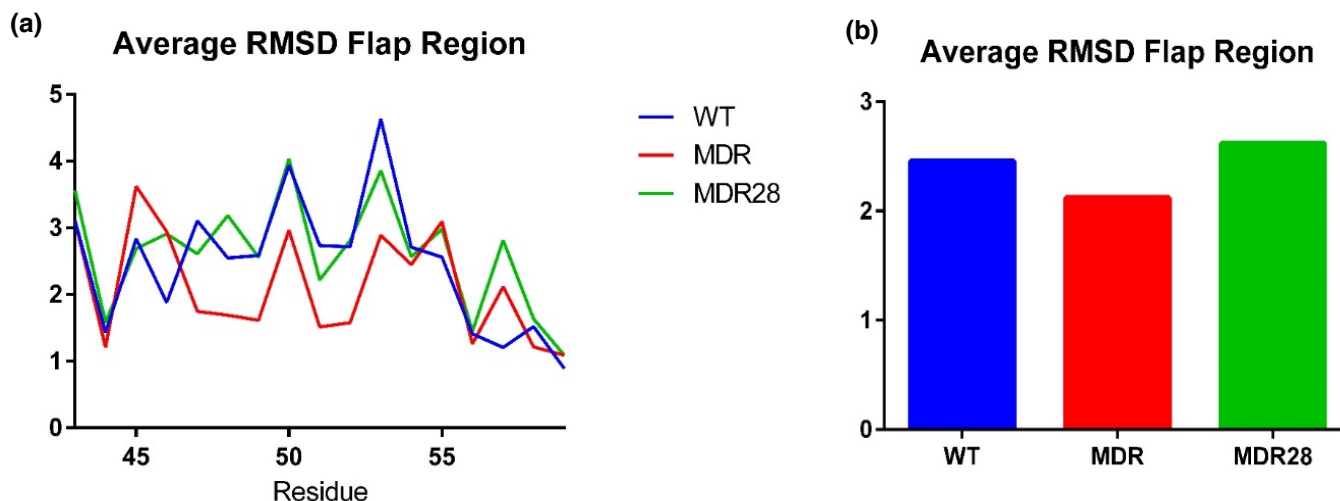 (a)
Average RMSD Flap Region
5
4
3
2
1
0
45 50 55
Residue
WT
MDR
MDR28
(b)
Average RMSD Flap Region
3
2
1
0
WT MDR MDR28